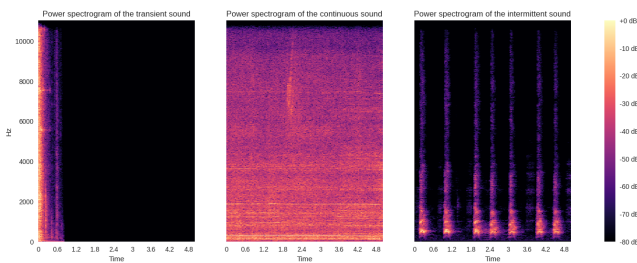 Power spectrogram of the transient sound
Power spectrogram of the continuous sound
Power spectrogram of the intermittent sound
+0 dB
10000
-10 dB
8000
-20 dB
-30 dB
6000
Hz
-40 dB
4000
-50 dB
-60 dB
2000
-70 dB
0
-80 dB
0 0.6 1.2 1.8 2.4 3 3.6 4.2 4.8
0 0.6 1.2 1.8 2.4 3 3.6 4.2 4.8
0 0.6 1.2 1.8 2.4 3 3.6 4.2 4.8
Time
Time
Time